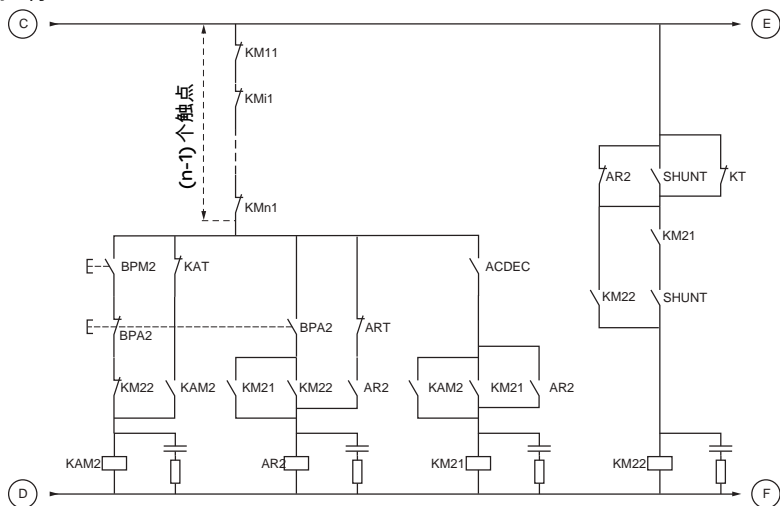 C
E
KM11
KMi1
(n-1) 个触点
AR2
SHUNT
KT
KMn1
KM21
BPM2
KAT
ACDEC
KM22
SHUNT
BPA2
BPA2
ART
KM22
KAM2
KM21
KM22
AR2
KAM2
KM21
AR2
KAM2
AR2
KM21
KM22
D
F